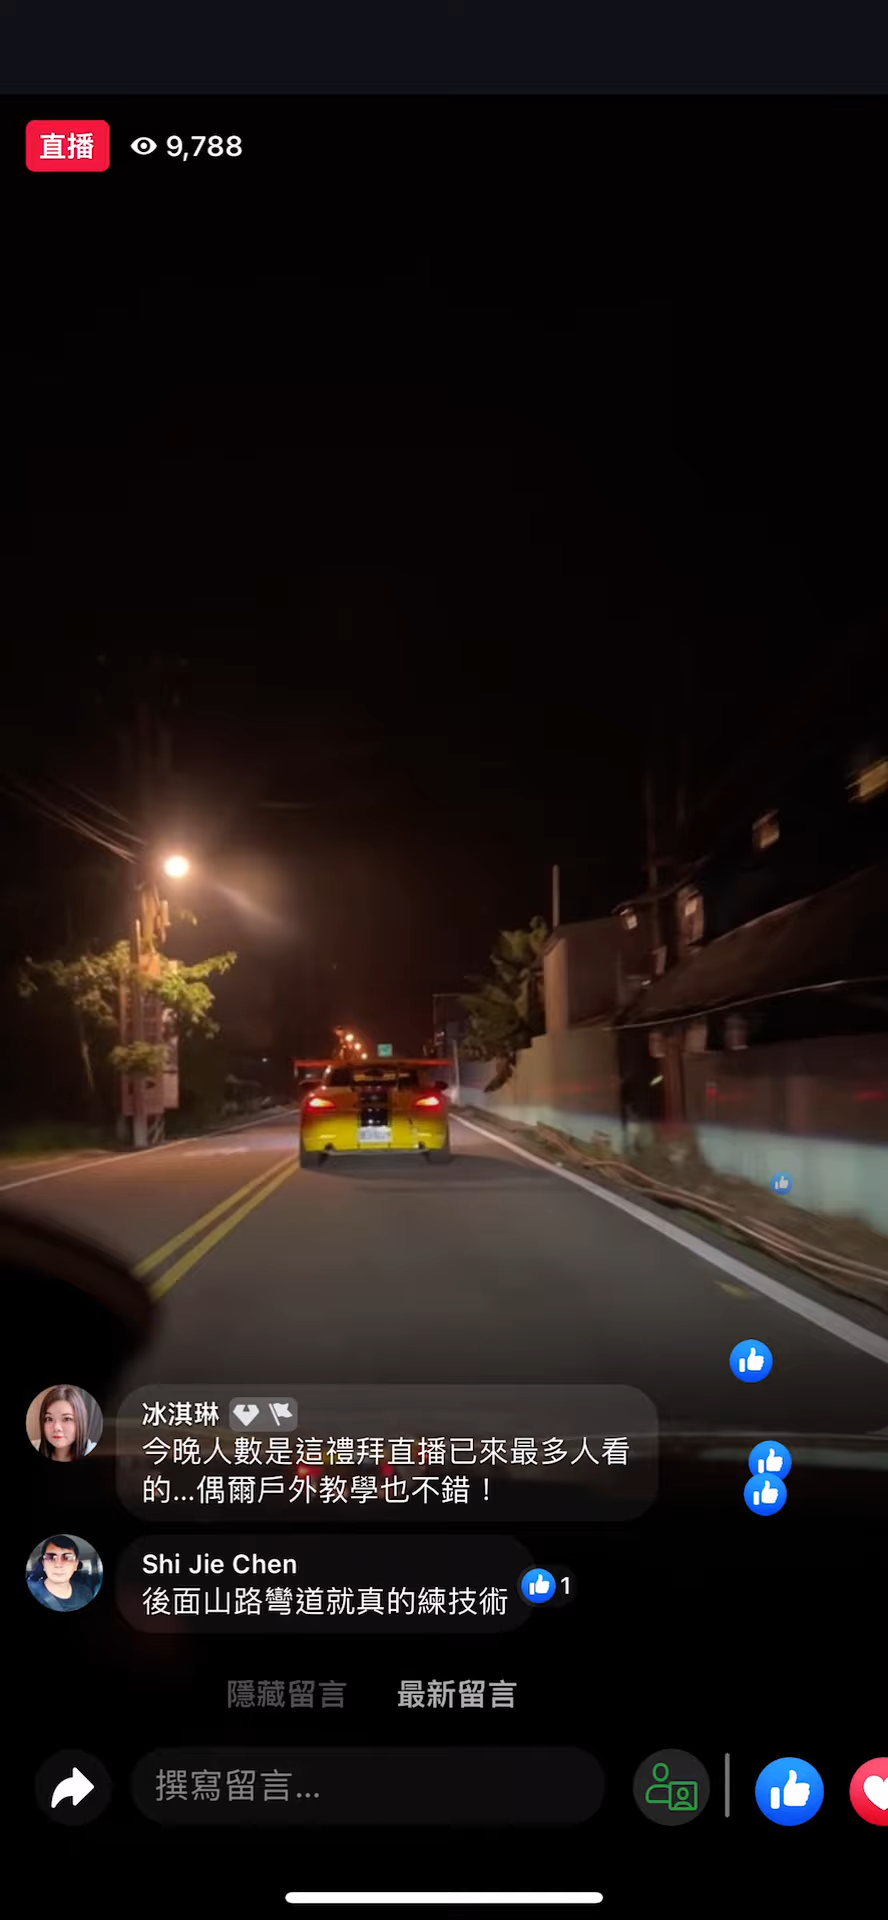 直播 9,788
冰淇琳
今晚人數是這禮拜直播已來最多人看
的...偶爾戶外教學也不錯！
Shi Jie Chen
後面山路彎道就真的練技術
1
隱藏留言 最新留言
撰寫留言...